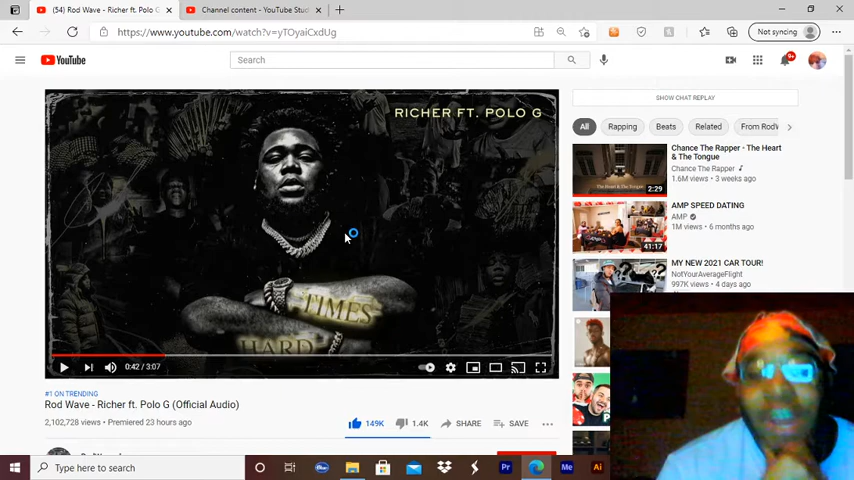 (54) Rod Wave - Richer ft. Polo G
Channel content - YouTube Stud
https://www.youtube.com/watch?v=yTOyaiCxdUg
Not syncing
YouTube
Search
9+
RICHER FT. POLO G
TIMES
HARD
0:42 / 3:07
SHOW CHAT REPLAY
All
Rapping
Beats
Related
From RodW
2:29
Chance The Rapper - The Heart
& The Tongue
Chance The Rapper
1.6M views • 3 weeks ago
41:17
AMP SPEED DATING
AMP
1M views • 6 months ago
MY NEW 2021 CAR TOUR!
NotYourAverageFlight
997K views • 4 days ago
#1 ON TRENDING
Rod Wave - Richer ft. Polo G (Official Audio)
2,102,728 views • Premiered 23 hours ago
149K
1.4K
SHARE
SAVE
Type here to search
Pr
Me
Ai